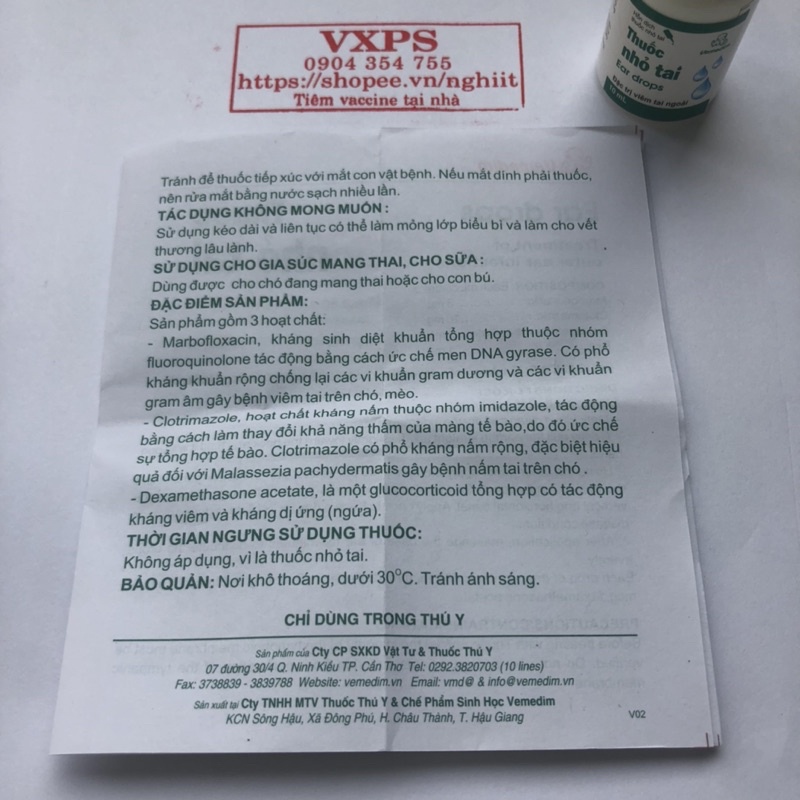 VXPS
0904 354 755
https://shopee.vn/nghiit
Tiêm vaccine tại nhà
Thuốc
nhỏ tai
Ear drops
Đặc trị viêm tai ngoài
10 ml
Tránh để thuốc tiếp xúc với mắt con vật bệnh. Nếu mắt dính phải thuốc,
nên rửa mắt bằng nước sạch nhiều lần.
TÁC DỤNG KHÔNG MONG MUỐN :
Sử dụng kéo dài và liên tục có thể làm mỏng lớp biểu bì và làm cho vết
thương lâu lành.
SỬ DỤNG CHO GIA SÚC MANG THAI, CHO SỮA :
Dùng được cho chó đang mang thai hoặc cho con bú.
ĐẶC ĐIỂM SẢN PHẨM:
Sản phẩm gồm 3 hoạt chất:
- Marbofloxacin, kháng sinh diệt khuẩn tổng hợp thuộc nhóm
fluoroquinolone tác động bằng cách ức chế men DNA gyrase. Có phổ
kháng khuẩn rộng chống lại các vi khuẩn gram dương và các vi khuẩn
gram âm gây bệnh viêm tai trên chó, mèo.
- Clotrimazole, hoạt chất kháng nấm thuộc nhóm imidazole, tác động
bằng cách làm thay đổi khả năng thấm của màng tế bào,do đó ức chế
sự tổng hợp tế bào. Clotrimazole có phổ kháng nấm rộng, đặc biệt hiệu
quả đối với Malassezia pachydermatis gây bệnh nấm tai trên chó .
- Dexamethasone acetate, là một glucocorticoid tổng hợp có tác động
kháng viêm và kháng dị ứng (ngứa).
THỜI GIAN NGƯNG SỬ DỤNG THUỐC:
Không áp dụng, vì là thuốc nhỏ tai.
BẢO QUẢN: Nơi khô thoáng, dưới 30°C. Tránh ánh sáng.
CHỈ DÙNG TRONG THÚ Y
Sản phẩm của Cty CP SXKD Vật Tư & Thuốc Thú Y
07 đường 30/4 Q. Ninh Kiều TP. Cần Thơ Tel: 0292.3820703 (10 lines)
Fax: 3738839 - 3839788 Website: vemedim.vn Email: vmd@ & info@vemedim.vn
Sản xuất tại Cty TNHH MTV Thuốc Thú Y & Chế Phẩm Sinh Học Vemedim
KCN Sông Hậu, Xã Đông Phú, H. Châu Thành, T. Hậu Giang
V02